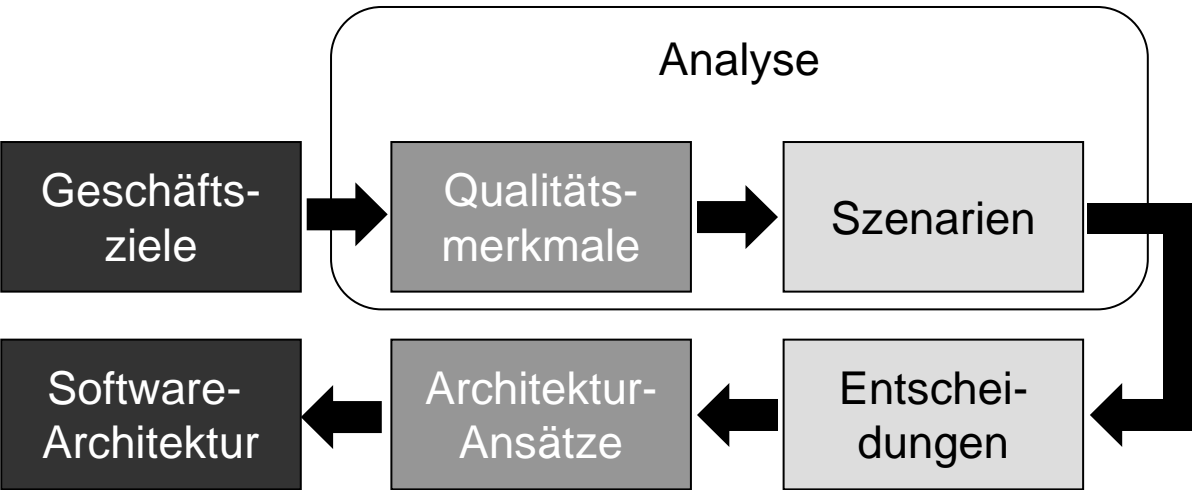 Analyse
Geschäfts-
ziele
Qualitäts-
merkmale
Szenarien
Entschei-
dungen
Architektur-
Ansätze
Software-
Architektur